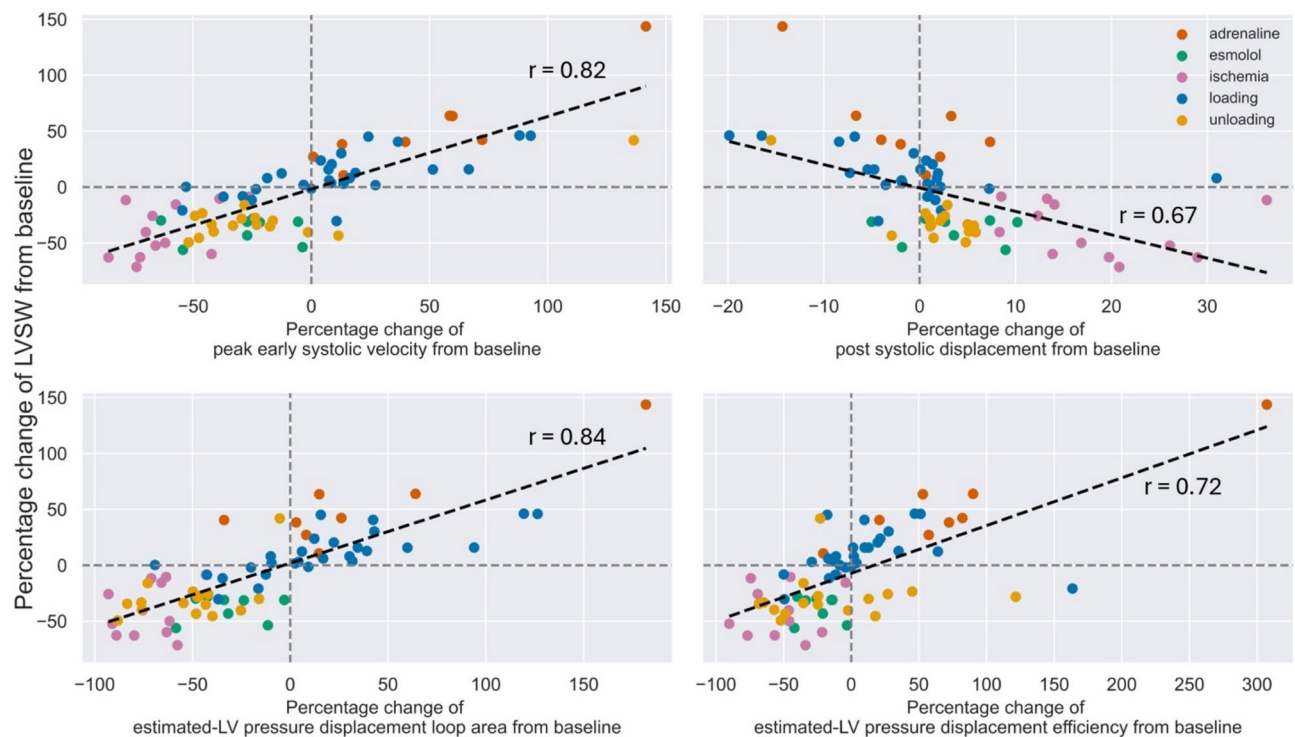 Percentage change of LVSW from baseline
150
100
50
0
−50
r = 0.82
−50
0
50
100
150
Percentage change of
peak early systolic velocity from baseline
adrenaline
esmolol
ischemia
loading
unloading
r = 0.67
−20
−10
0
10
20
30
Percentage change of
post systolic displacement from baseline
150
100
50
0
−50
r = 0.84
−100
−50
0
50
100
150
Percentage change of
estimated-LV pressure displacement loop area from baseline
r = 0.72
−100
−50
0
50
100
150
200
250
300
Percentage change of
estimated-LV pressure displacement efficiency from baseline